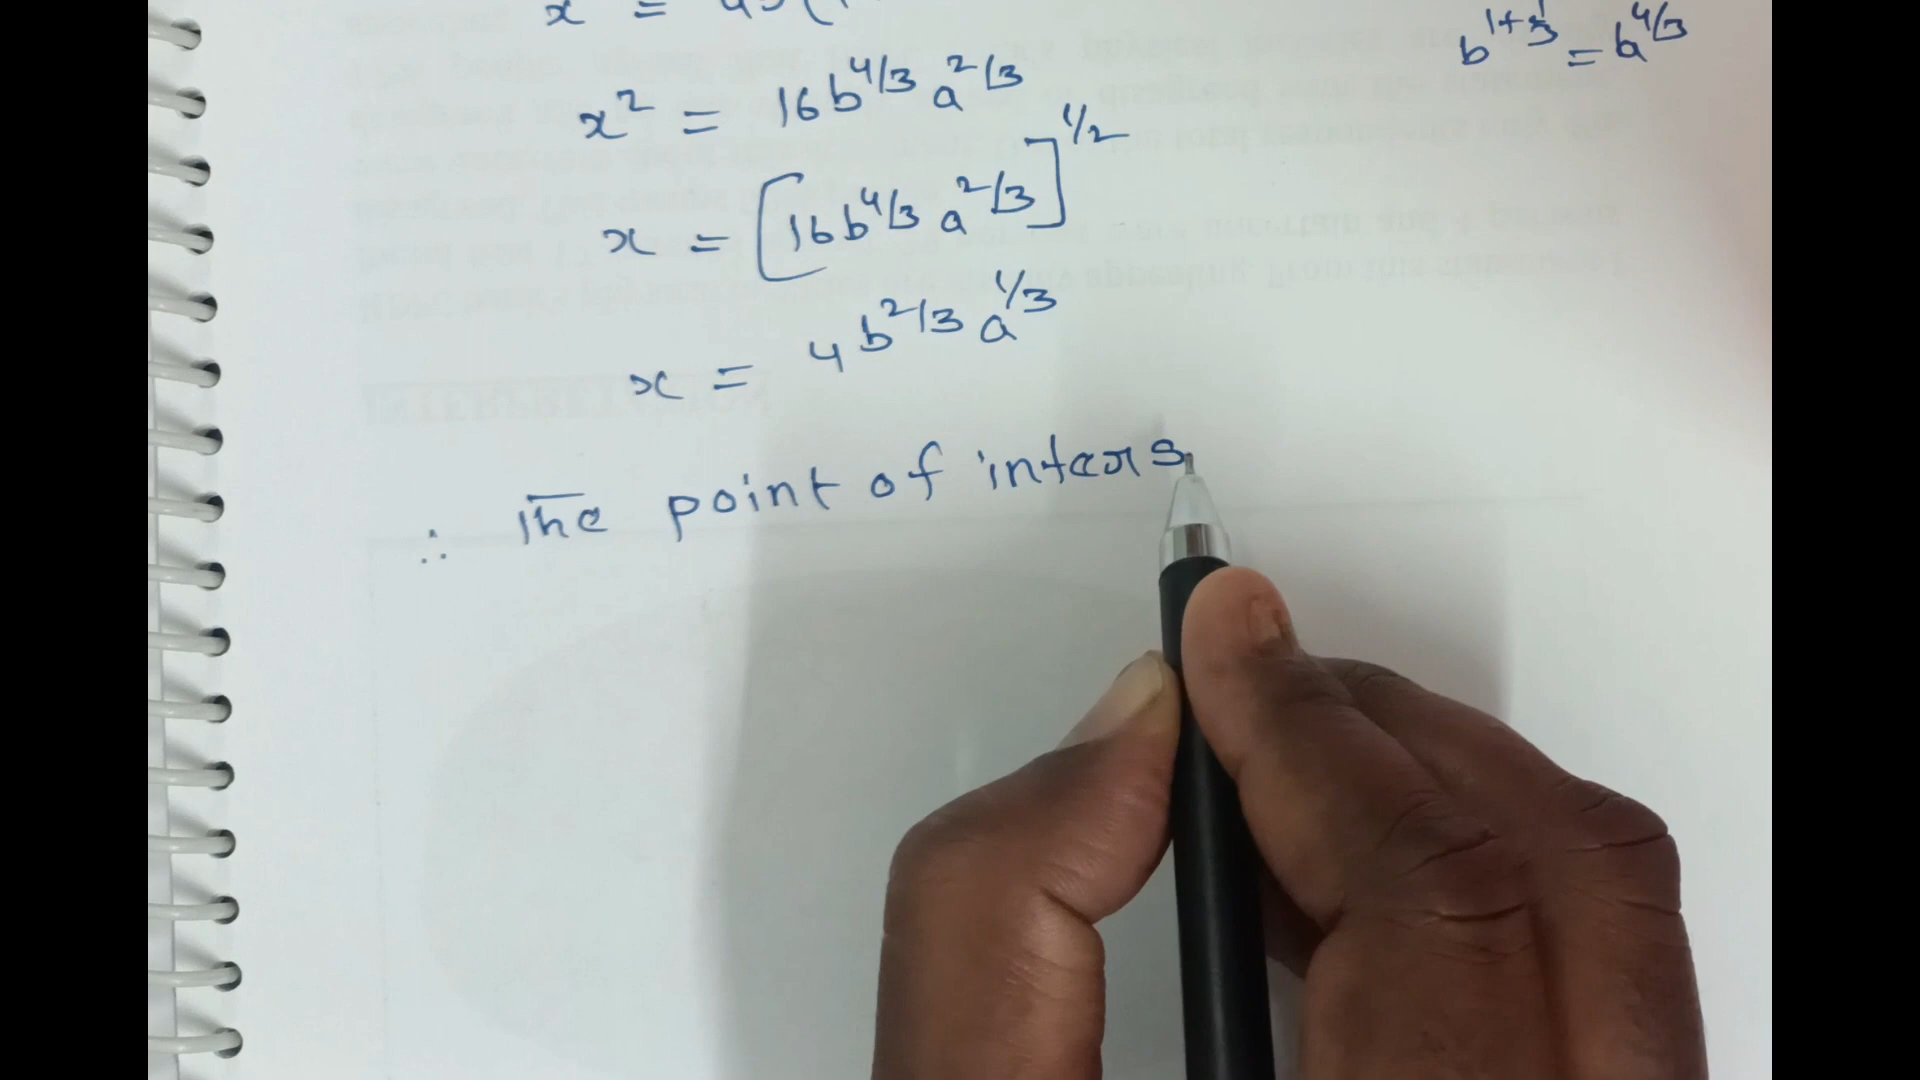 x² = 16b^4/3 a^2/3
b^1+1/3 = b^4/3
x = [16b^4/3 a^2/3]^1/2
x = 4b^2/3 a^1/3
∴ The point of inters